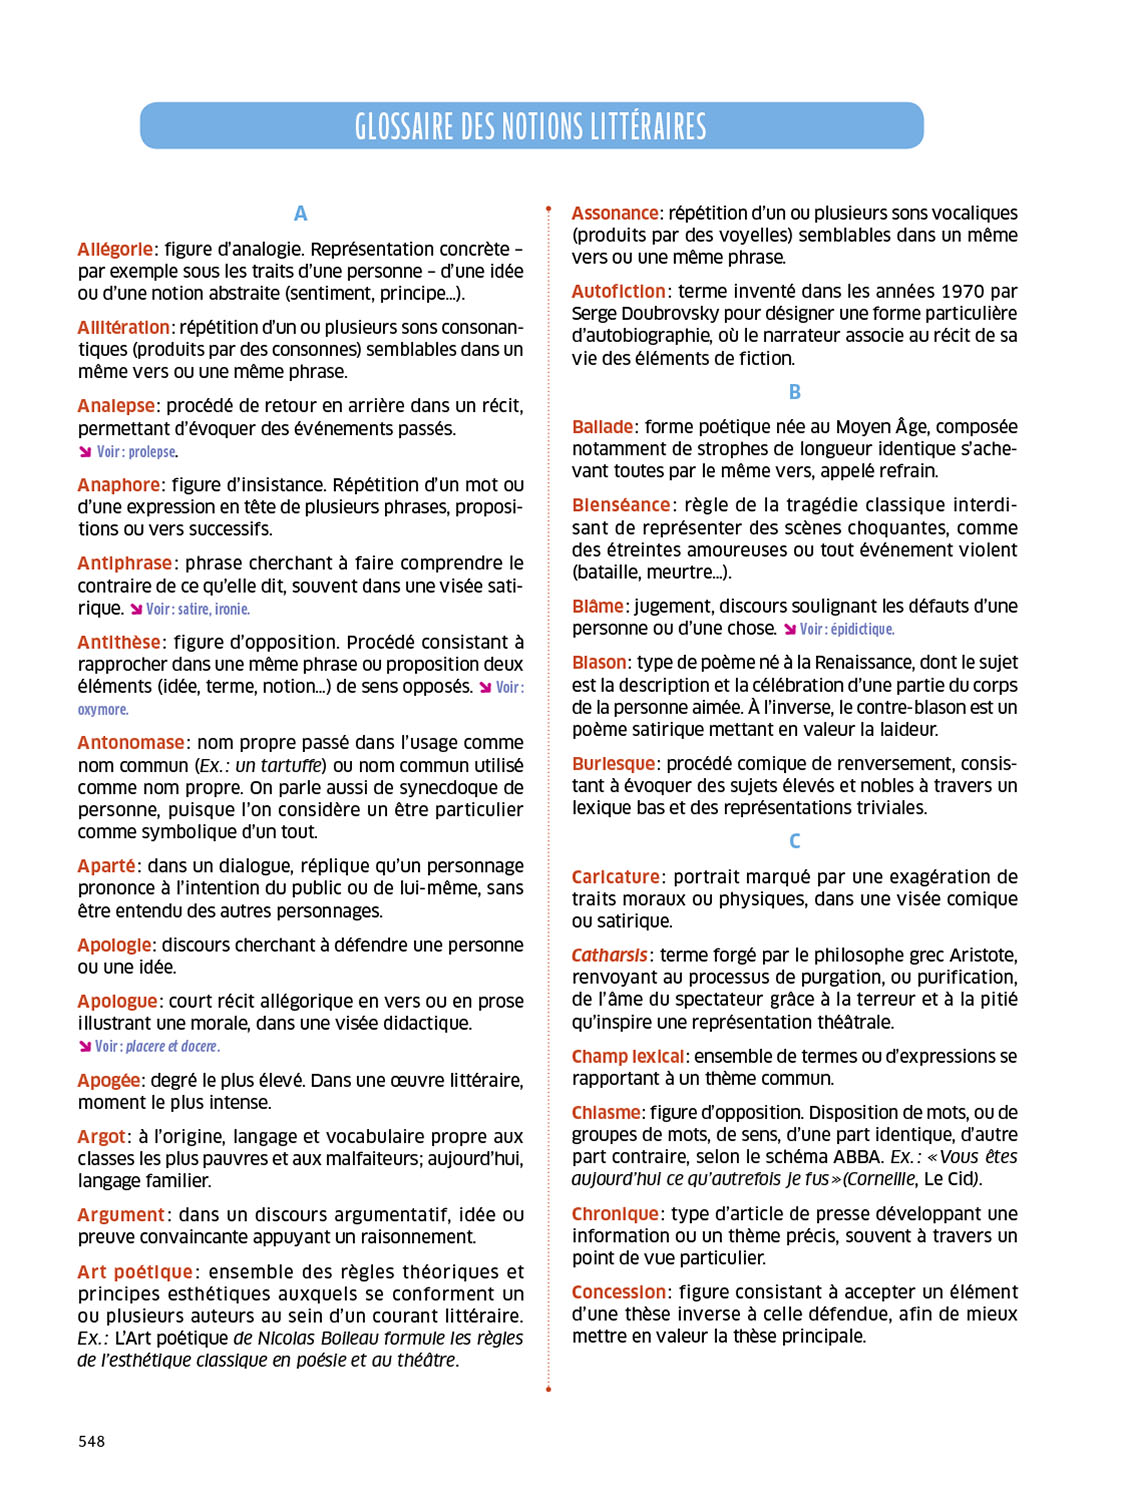 GLOSSAIRE DES NOTIONS LITTÉRAIRES
A
Allégorie : figure d'analogie. Représentation concrète –
par exemple sous les traits d'une personne – d'une idée
ou d'une notion abstraite (sentiment, principe…).
Allitération : répétition d'un ou plusieurs sons consonan-
tiques (produits par des consonnes) semblables dans un
même vers ou une même phrase.
Analepse : procédé de retour en arrière dans un récit,
permettant d'évoquer des événements passés.
↘ Voir : prolepse.
Anaphore : figure d'insistance. Répétition d'un mot ou
d'une expression en tête de plusieurs phrases, proposi-
tions ou vers successifs.
Antiphrase : phrase cherchant à faire comprendre le
contraire de ce qu'elle dit, souvent dans une visée sati-
rique. ↘ Voir : satire, ironie.
Antithèse : figure d'opposition. Procédé consistant à
rapprocher dans une même phrase ou proposition deux
éléments (idée, terme, notion…) de sens opposés. ↘ Voir :
oxymore.
Antonomase : nom propre passé dans l'usage comme
nom commun (Ex. : un tartuffe) ou nom commun utilisé
comme nom propre. On parle aussi de synecdoque de
personne, puisque l'on considère un être particulier
comme symbolique d'un tout.
Aparté : dans un dialogue, réplique qu'un personnage
prononce à l'intention du public ou de lui-même, sans
être entendu des autres personnages.
Apologie : discours cherchant à défendre une personne
ou une idée.
Apologue : court récit allégorique en vers ou en prose
illustrant une morale, dans une visée didactique.
↘ Voir : placere et docere.
Apogée : degré le plus élevé. Dans une œuvre littéraire,
moment le plus intense.
Argot : à l'origine, langage et vocabulaire propre aux
classes les plus pauvres et aux malfaiteurs ; aujourd'hui,
langage familier.
Argument : dans un discours argumentatif, idée ou
preuve convaincante appuyant un raisonnement.
Art poétique : ensemble des règles théoriques et
principes esthétiques auxquels se conforment un
ou plusieurs auteurs au sein d'un courant littéraire.
Ex. : L'Art poétique de Nicolas Boileau formule les règles
de l'esthétique classique en poésie et au théâtre.
Assonance : répétition d'un ou plusieurs sons vocaliques
(produits par des voyelles) semblables dans un même
vers ou une même phrase.
Autofiction : terme inventé dans les années 1970 par
Serge Doubrovsky pour désigner une forme particulière
d'autobiographie, où le narrateur associe au récit de sa
vie des éléments de fiction.
B
Ballade : forme poétique née au Moyen Âge, composée
notamment de strophes de longueur identique s'ache-
vant toutes par le même vers, appelé refrain.
Bienséance : règle de la tragédie classique interdi-
sant de représenter des scènes choquantes, comme
des étreintes amoureuses ou tout événement violent
(bataille, meurtre…).
Blâme : jugement, discours soulignant les défauts d'une
personne ou d'une chose. ↘ Voir : épidictique.
Blason : type de poème né à la Renaissance, dont le sujet
est la description et la célébration d'une partie du corps
de la personne aimée. À l'inverse, le contre-blason est un
poème satirique mettant en valeur la laideur.
Burlesque : procédé comique de renversement, consis-
tant à évoquer des sujets élevés et nobles à travers un
lexique bas et des représentations triviales.
C
Caricature : portrait marqué par une exagération de
traits moraux ou physiques, dans une visée comique
ou satirique.
Catharsis : terme forgé par le philosophe grec Aristote,
renvoyant au processus de purgation, ou purification,
de l'âme du spectateur grâce à la terreur et à la pitié
qu'inspire une représentation théâtrale.
Champ lexical : ensemble de termes ou d'expressions se
rapportant à un thème commun.
Chiasme : figure d'opposition. Disposition de mots, ou de
groupes de mots, de sens, d'une part identique, d'autre
part contraire, selon le schéma ABBA. Ex. : « Vous êtes
aujourd'hui ce qu'autrefois je fus » (Corneille, Le Cid).
Chronique : type d'article de presse développant une
information ou un thème précis, souvent à travers un
point de vue particulier.
Concession : figure consistant à accepter un élément
d'une thèse inverse à celle défendue, afin de mieux
mettre en valeur la thèse principale.
548